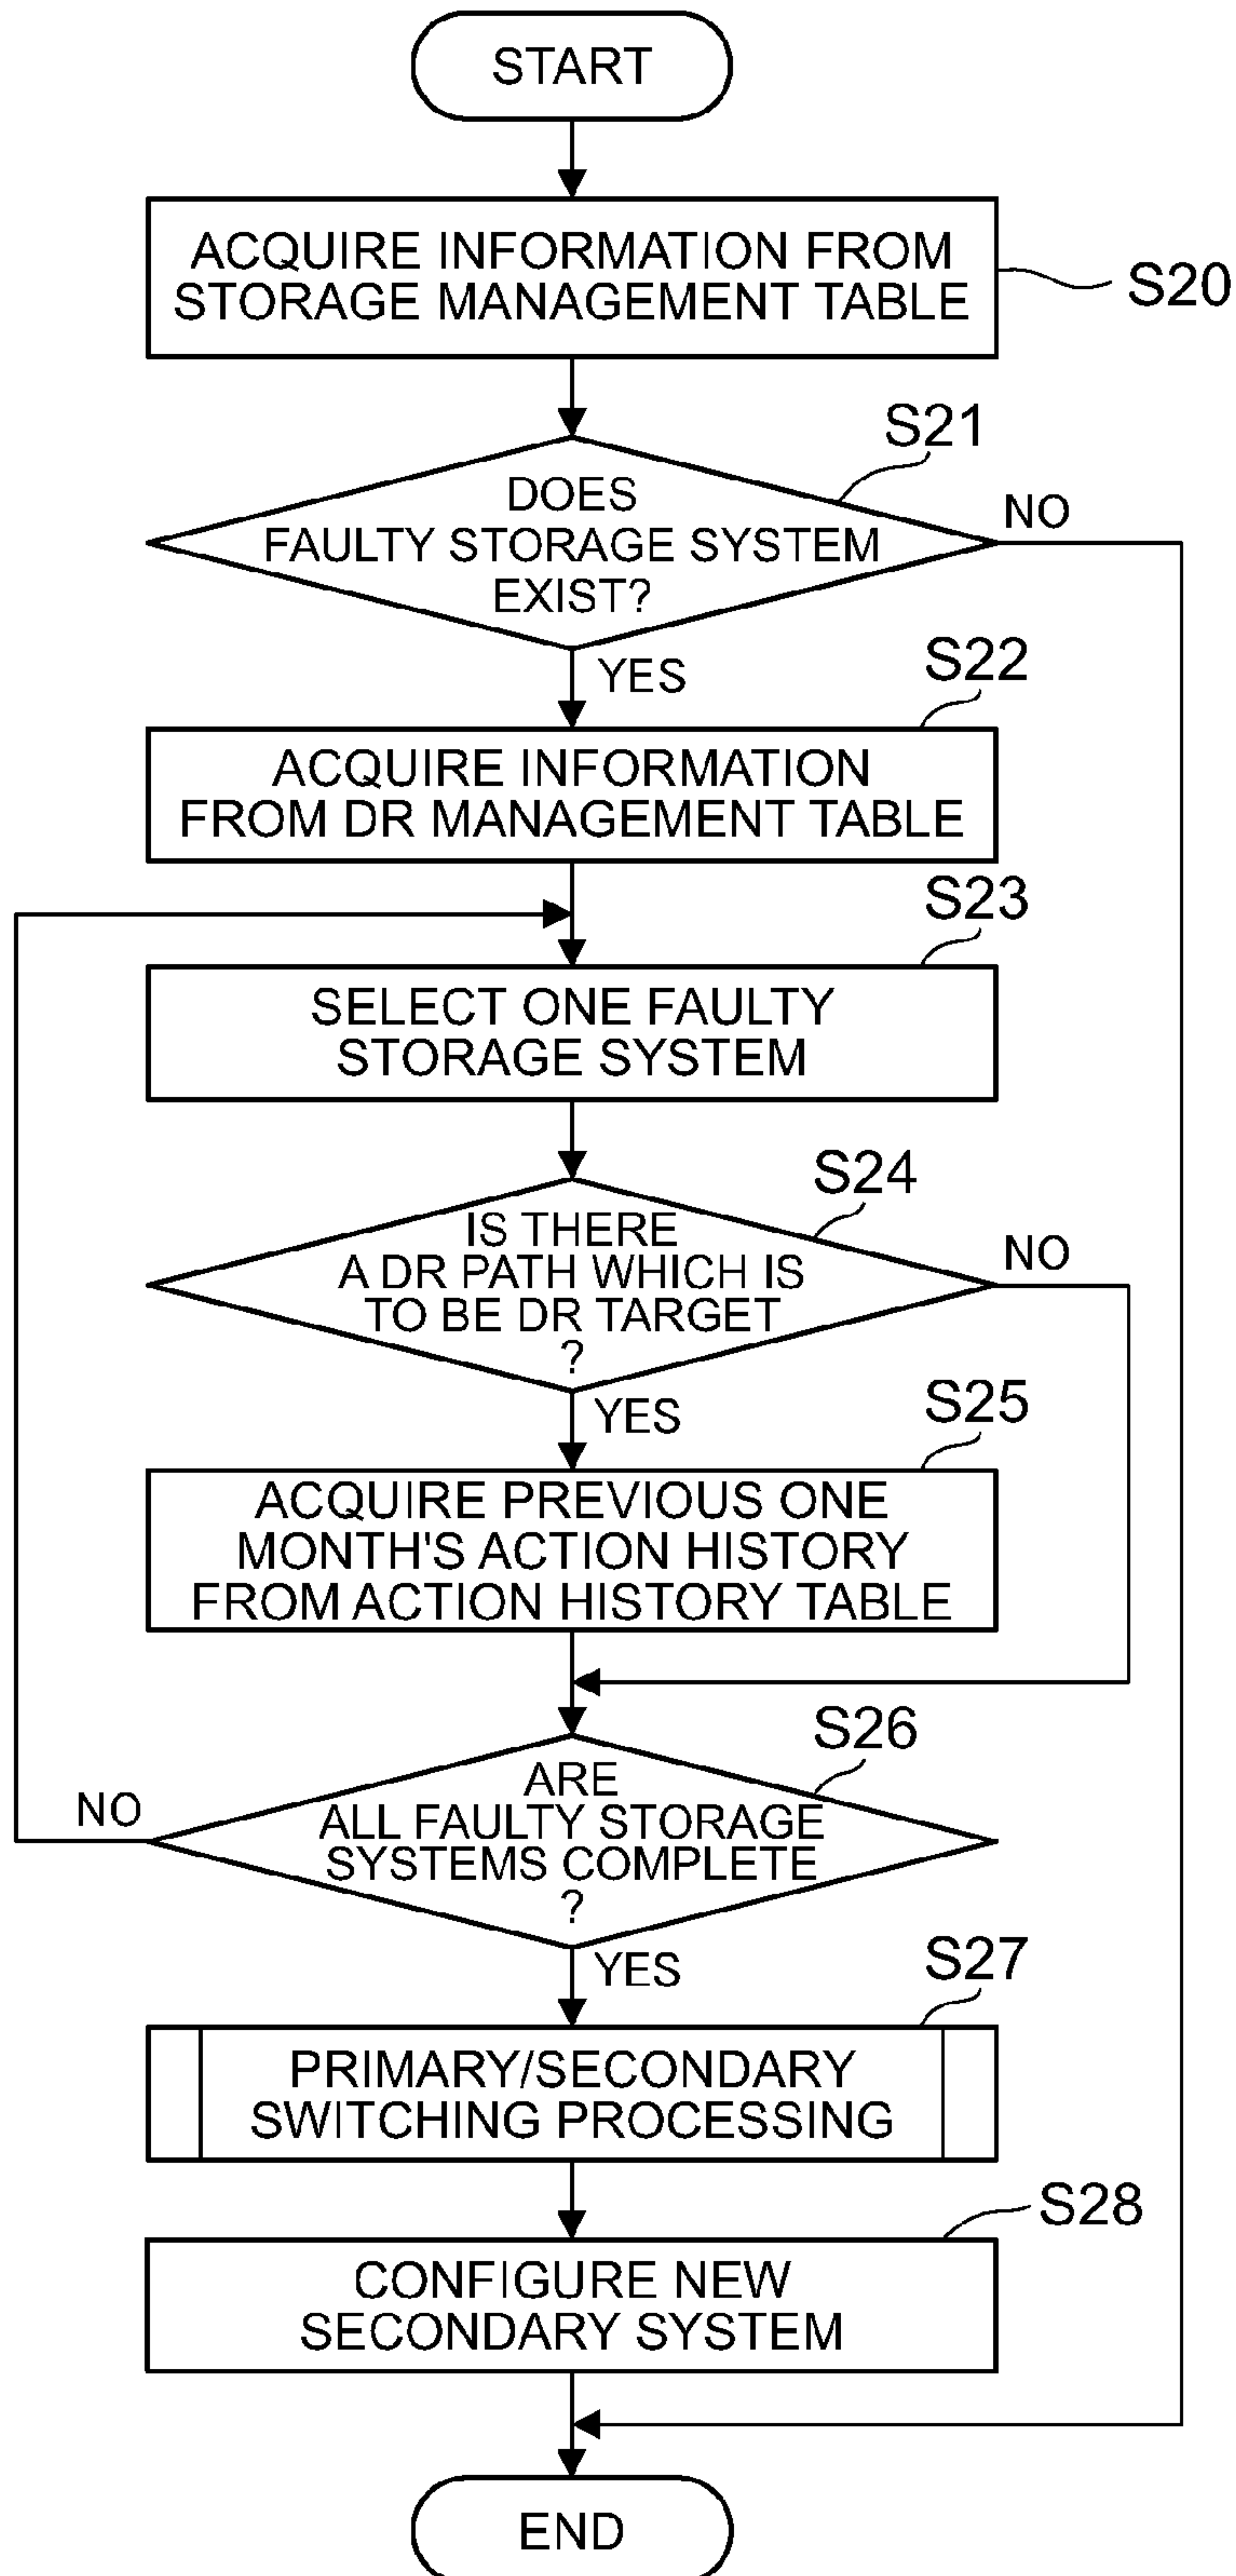 START
ACQUIRE INFORMATION FROM
STORAGE MANAGEMENT TABLE
S20
S21
DOES
FAULTY STORAGE SYSTEM
EXIST?
NO
YES
S22
ACQUIRE INFORMATION
FROM DR MANAGEMENT TABLE
S23
SELECT ONE FAULTY
STORAGE SYSTEM
S24
IS THERE
A DR PATH WHICH IS
TO BE DR TARGET
?
NO
YES
S25
ACQUIRE PREVIOUS ONE
MONTH'S ACTION HISTORY
FROM ACTION HISTORY TABLE
S26
ARE
ALL FAULTY STORAGE
SYSTEMS COMPLETE
?
NO
YES
S27
PRIMARY/SECONDARY
SWITCHING PROCESSING
S28
CONFIGURE NEW
SECONDARY SYSTEM
END